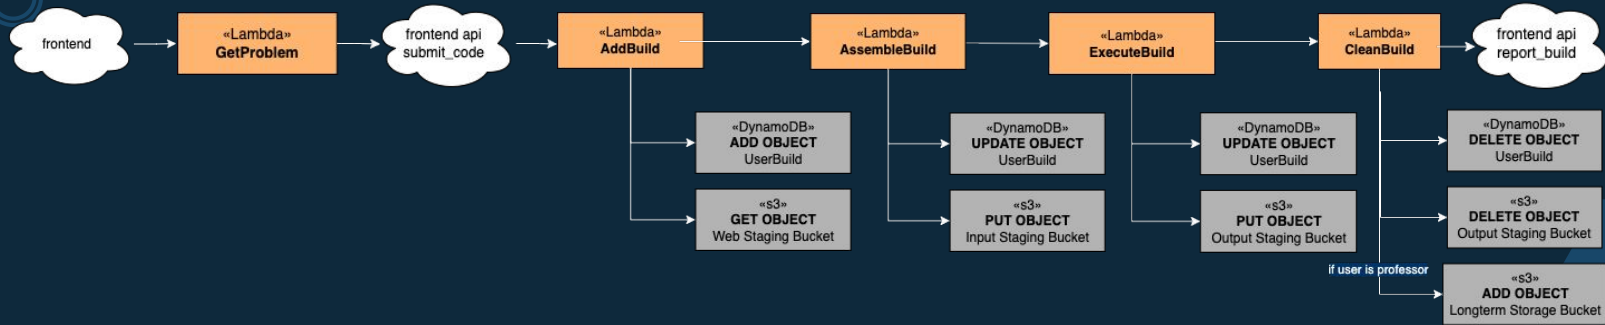 frontend
«Lambda»
GetProblem
frontend api
submit_code
«Lambda»
AddBuild
«Lambda»
AssembleBuild
«Lambda»
ExecuteBuild
«Lambda»
CleanBuild
frontend api
report_build
«DynamoDB»
ADD OBJECT
UserBuild
«DynamoDB»
UPDATE OBJECT
UserBuild
«DynamoDB»
UPDATE OBJECT
UserBuild
«DynamoDB»
DELETE OBJECT
UserBuild
«s3»
GET OBJECT
Web Staging Bucket
«s3»
PUT OBJECT
Input Staging Bucket
«s3»
PUT OBJECT
Output Staging Bucket
«s3»
DELETE OBJECT
Output Staging Bucket
if user is professor
«s3»
ADD OBJECT
Longterm Storage Bucket